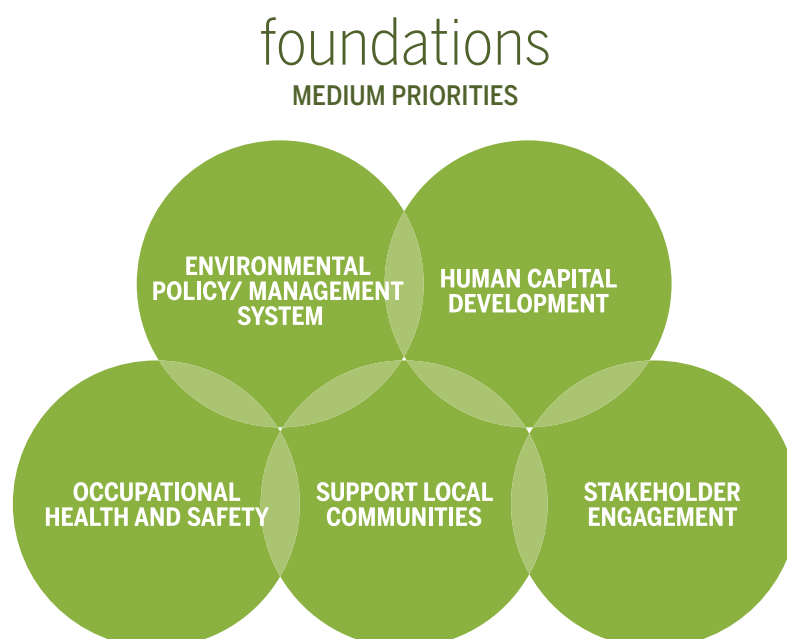 foundations
MEDIUM PRIORITIES
ENVIRONMENTAL
POLICY/ MANAGEMENT
SYSTEM
HUMAN CAPITAL
DEVELOPMENT
OCCUPATIONAL
HEALTH AND SAFETY
SUPPORT LOCAL
COMMUNITIES
STAKEHOLDER
ENGAGEMENT